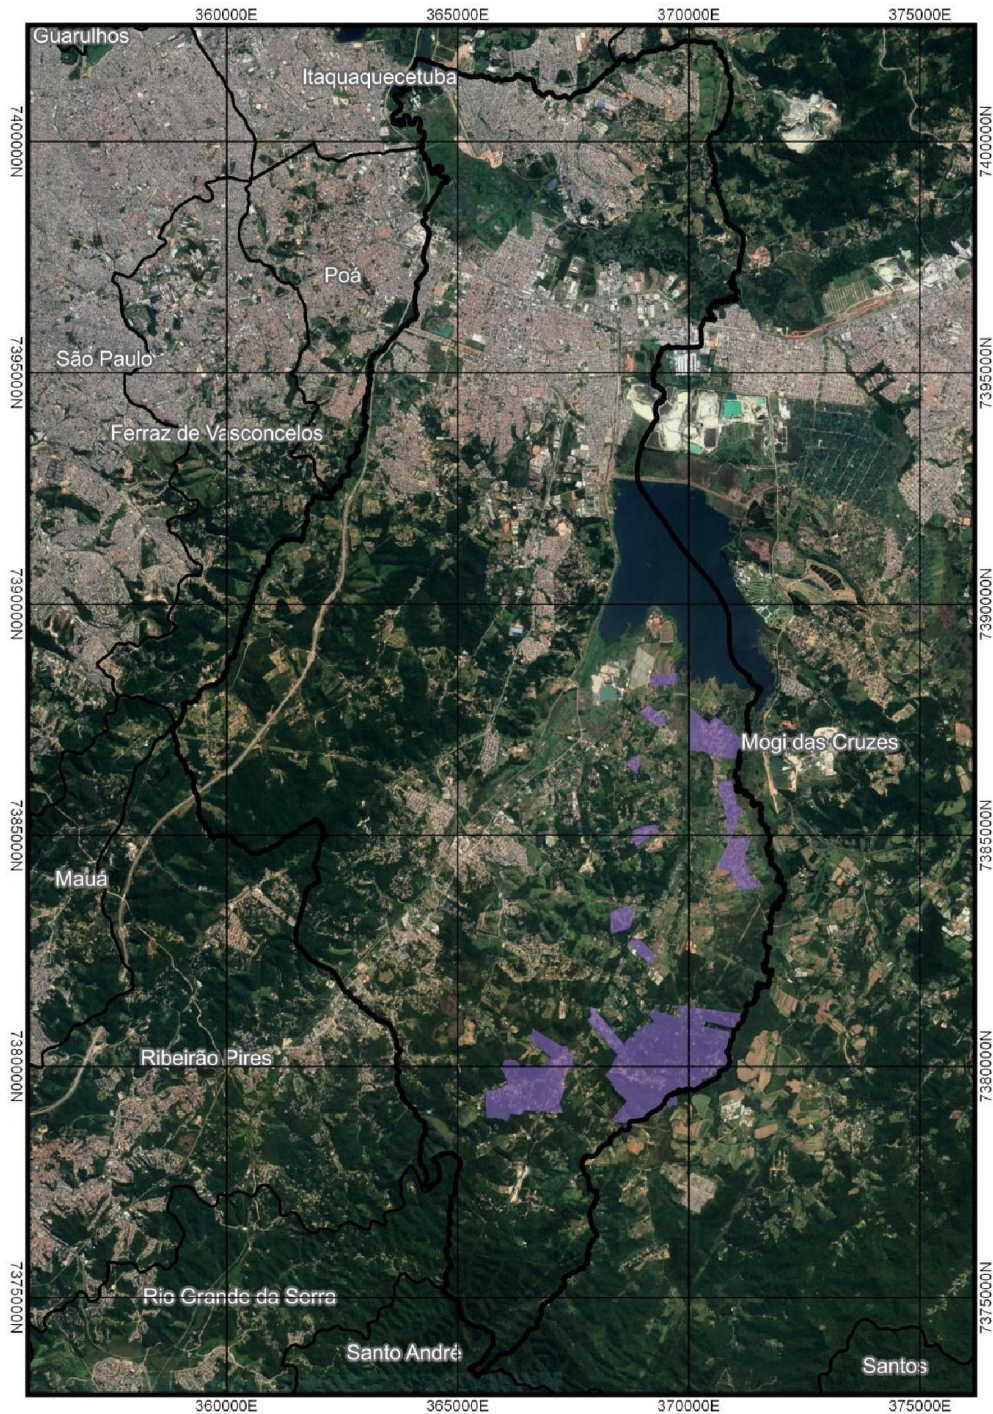 360000E 365000E 370000E 375000E
Guarulhos
Itaquaquecetuba
7400000N 7400000N
Poá
São Paulo
7395000N 7395000N
Ferraz de Vasconcelos
7390000N 7390000N
Mogi das Cruzes
7385000N 7385000N
Mauá
Ribeirão Pires
7380000N 7380000N
Rio Grande da Serra
7375000N 7375000N
Santo André
Santos
360000E 365000E 370000E 375000E